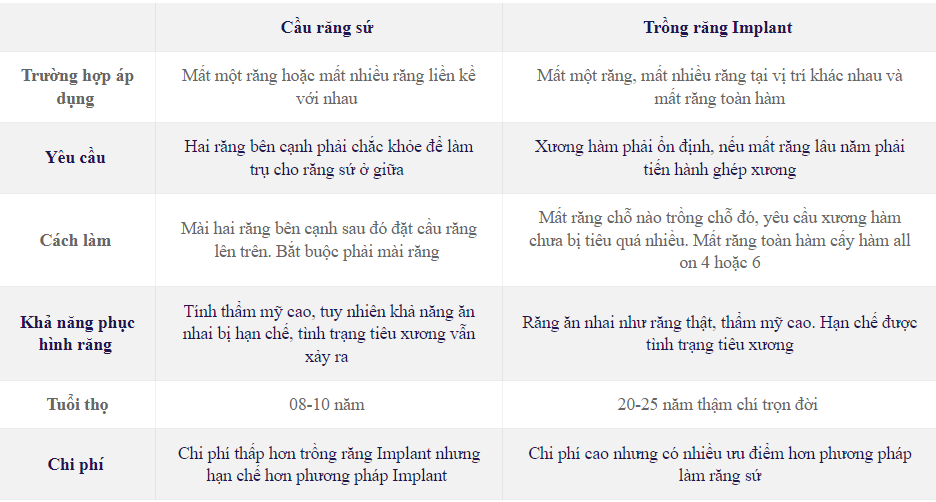 Cầu răng sứ
Trồng răng Implant
Trường hợp áp
dụng
Mất một răng hoặc mất nhiều răng liền kề
với nhau
Mất một răng, mất nhiều răng tại vị trí khác nhau và
mất răng toàn hàm
Yêu cầu
Hai răng bên cạnh phải chắc khỏe để làm
trụ cho răng sứ ở giữa
Xương hàm phải ổn định, nếu mất răng lâu năm phải
tiến hành ghép xương
Cách làm
Mài hai răng bên cạnh sau đó đặt cầu răng
lên trên. Bắt buộc phải mài răng
Mất răng chỗ nào trồng chỗ đó, yêu cầu xương hàm
chưa bị tiêu quá nhiều. Mất răng toàn hàm cấy hàm all
on 4 hoặc 6
Khả năng phục
hình răng
Tính thẩm mỹ cao, tuy nhiên khả năng ăn
nhai bị hạn chế, tình trạng tiêu xương vẫn
xảy ra
Răng ăn nhai như răng thật, thẩm mỹ cao. Hạn chế được
tình trạng tiêu xương
Tuổi thọ
08-10 năm
20-25 năm thậm chí trọn đời
Chi phí
Chi phí thấp hơn trồng răng Implant nhưng
hạn chế hơn phương pháp Implant
Chi phí cao nhưng có nhiều ưu điểm hơn phương pháp
làm răng sứ